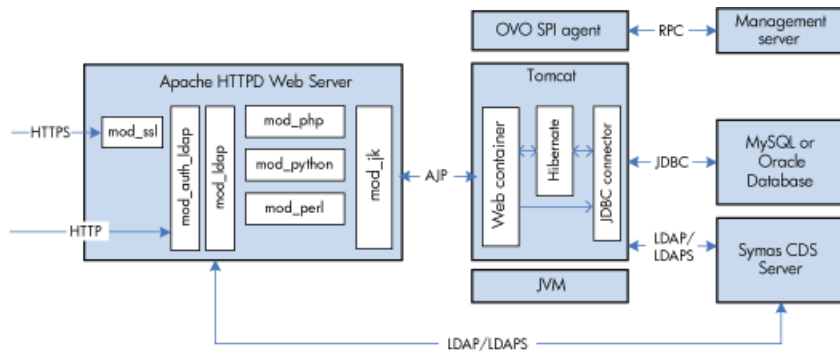 OVO SPI agent
RPC
Management
server
Apache HTTPD Web Server
Tomcat
HTTPS
mod_ssl
mod_auth_ldap
mod_ldap
mod_php
mod_python
mod_perl
mod_jk
AJP
Web container
Hibernate
JDBC connector
JDBC
MySQL or
Oracle
Database
HTTP
LDAP/
LDAPS
Symas CDS
Server
JVM
LDAP/LDAPS